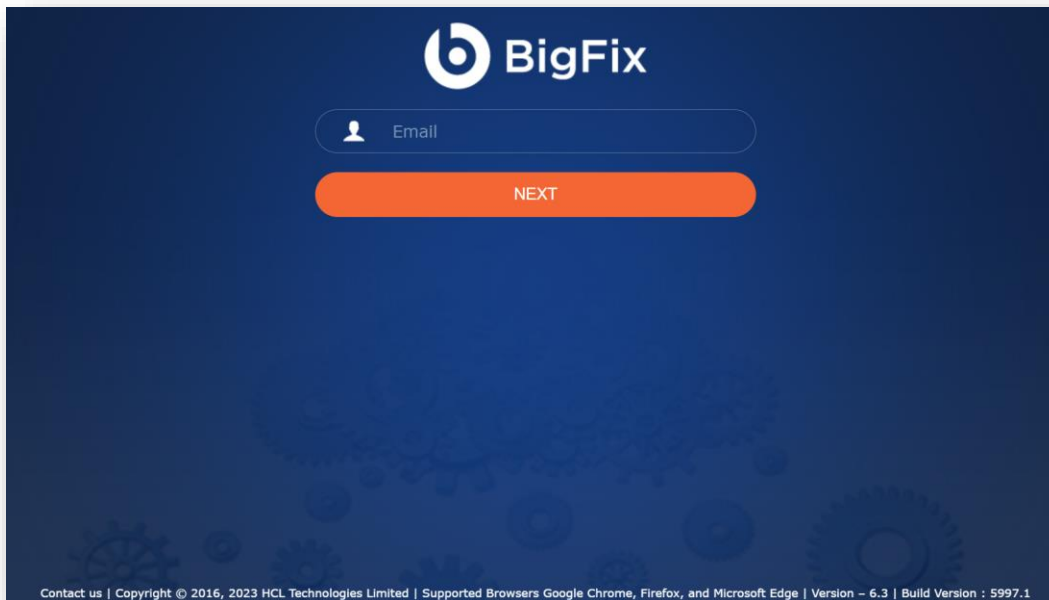 BigFix
Email
NEXT
Contact us | Copyright © 2016, 2023 HCL Technologies Limited | Supported Browsers Google Chrome, Firefox, and Microsoft Edge | Version – 6.3 | Build Version : 5997.1